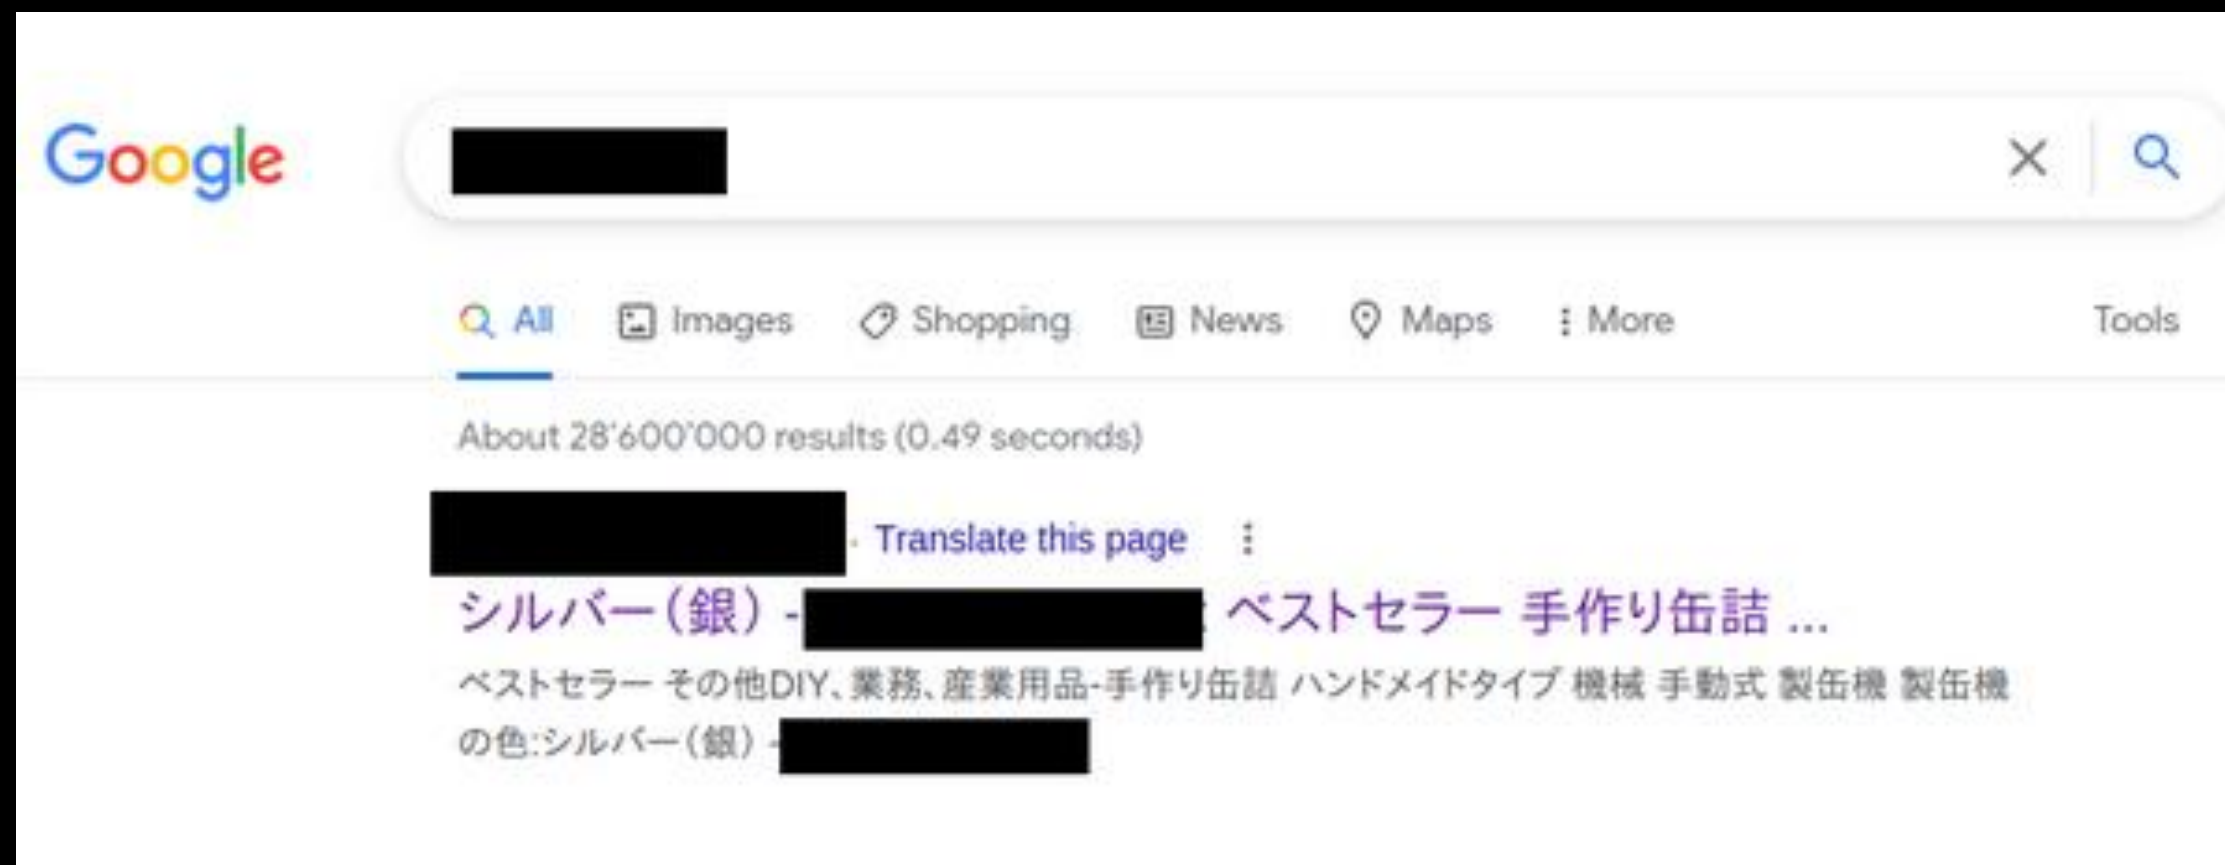 Google
All Images Shopping News Maps More Tools
About 28'600'000 results (0.49 seconds)
Translate this page
シルバー(銀) - ベストセラー 手作り缶詰 ...
ベストセラー その他DIY、業務、産業用品-手作り缶詰 ハンドメイドタイプ 機械 手動式 製缶機 製缶機
の色:シルバー(銀) -